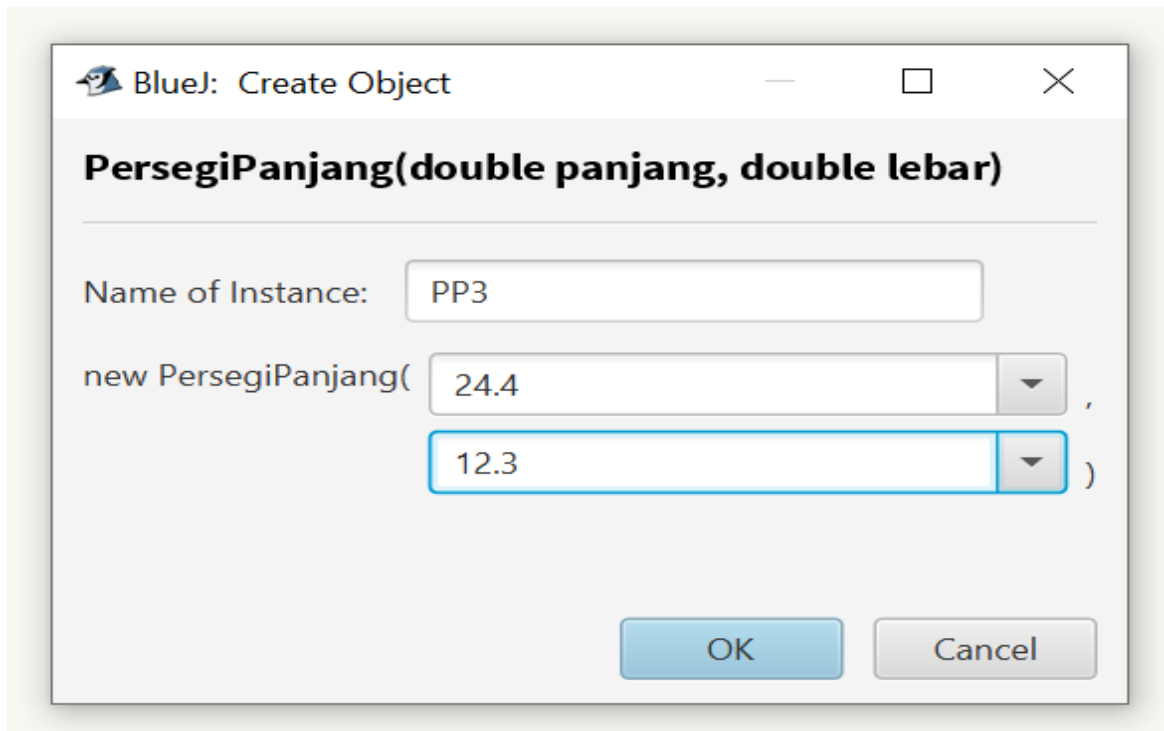 BlueJ: Create Object
PersegiPanjang(double panjang, double lebar)
Name of Instance: PP3
new PersegiPanjang( 24.4 ,
12.3 )
OK Cancel